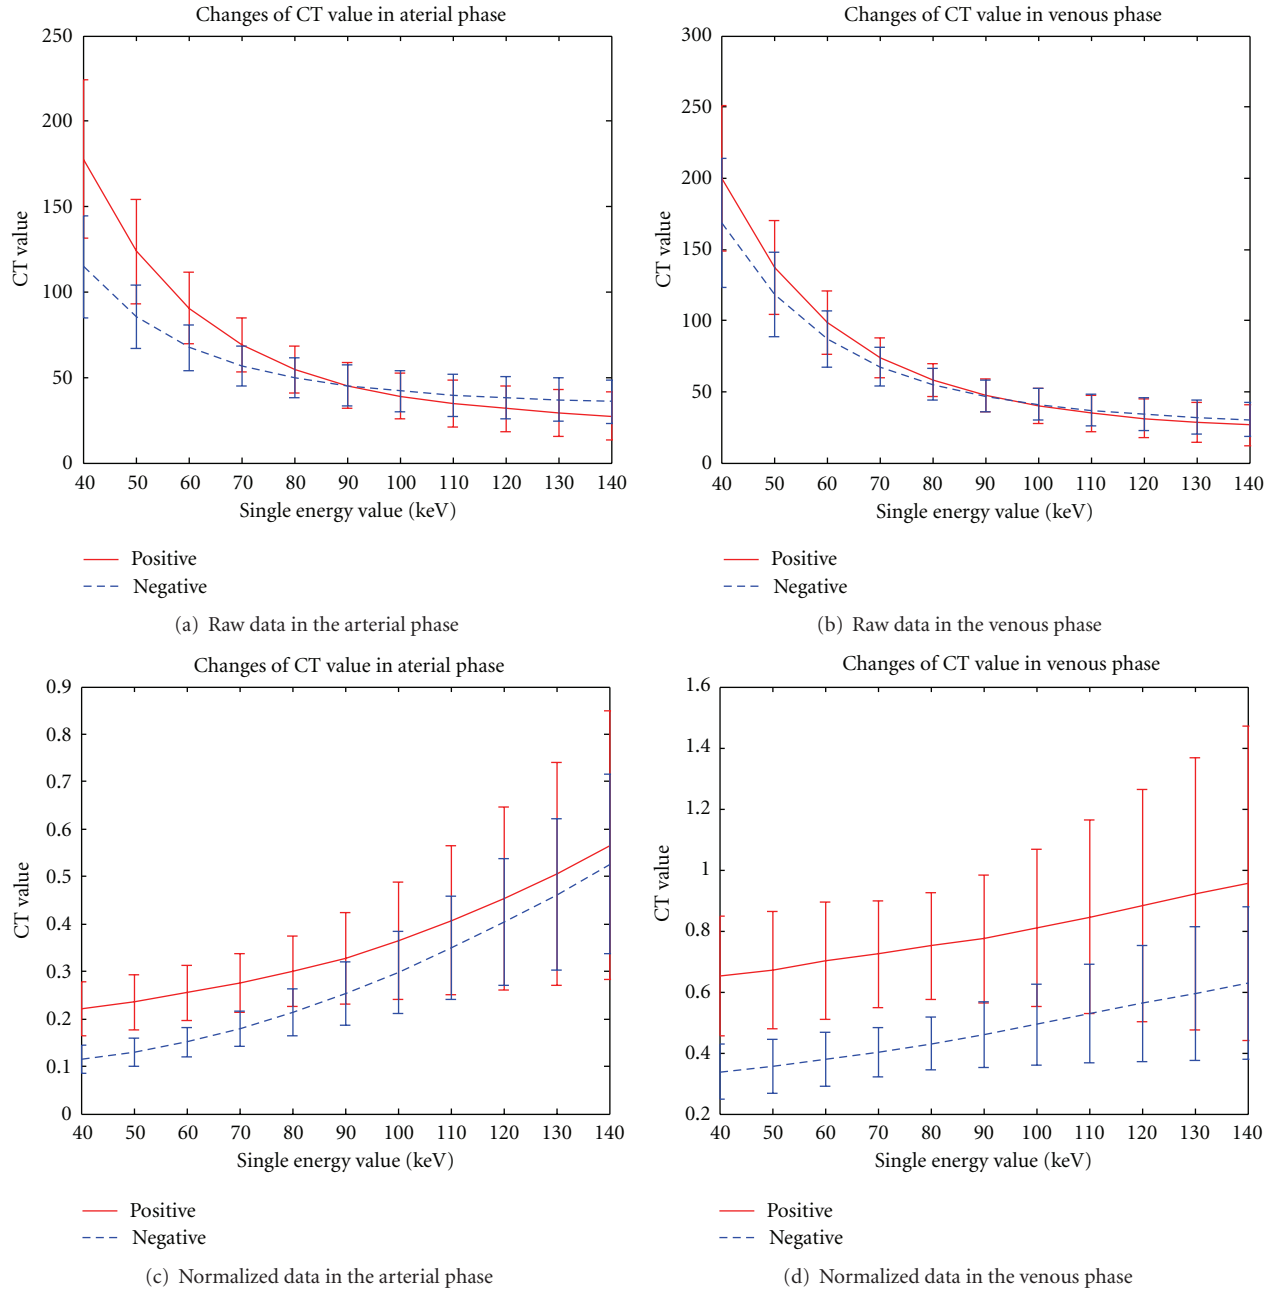 Changes of CT value in aterial phase
250
200
150
100
50
0
CT value
40 50 60 70 80 90 100 110 120 130 140
Single energy value (keV)
Positive
Negative
(a) Raw data in the arterial phase
Changes of CT value in venous phase
300
250
200
150
100
50
0
CT value
40 50 60 70 80 90 100 110 120 130 140
Single energy value (keV)
Positive
Negative
(b) Raw data in the venous phase
Changes of CT value in aterial phase
0.9
0.8
0.7
0.6
0.5
0.4
0.3
0.2
0.1
0
CT value
40 50 60 70 80 90 100 110 120 130 140
Single energy value (keV)
Positive
Negative
(c) Normalized data in the arterial phase
Changes of CT value in venous phase
1.6
1.4
1.2
1
0.8
0.6
0.4
0.2
CT value
40 50 60 70 80 90 100 110 120 130 140
Single energy value (keV)
Positive
Negative
(d) Normalized data in the venous phase